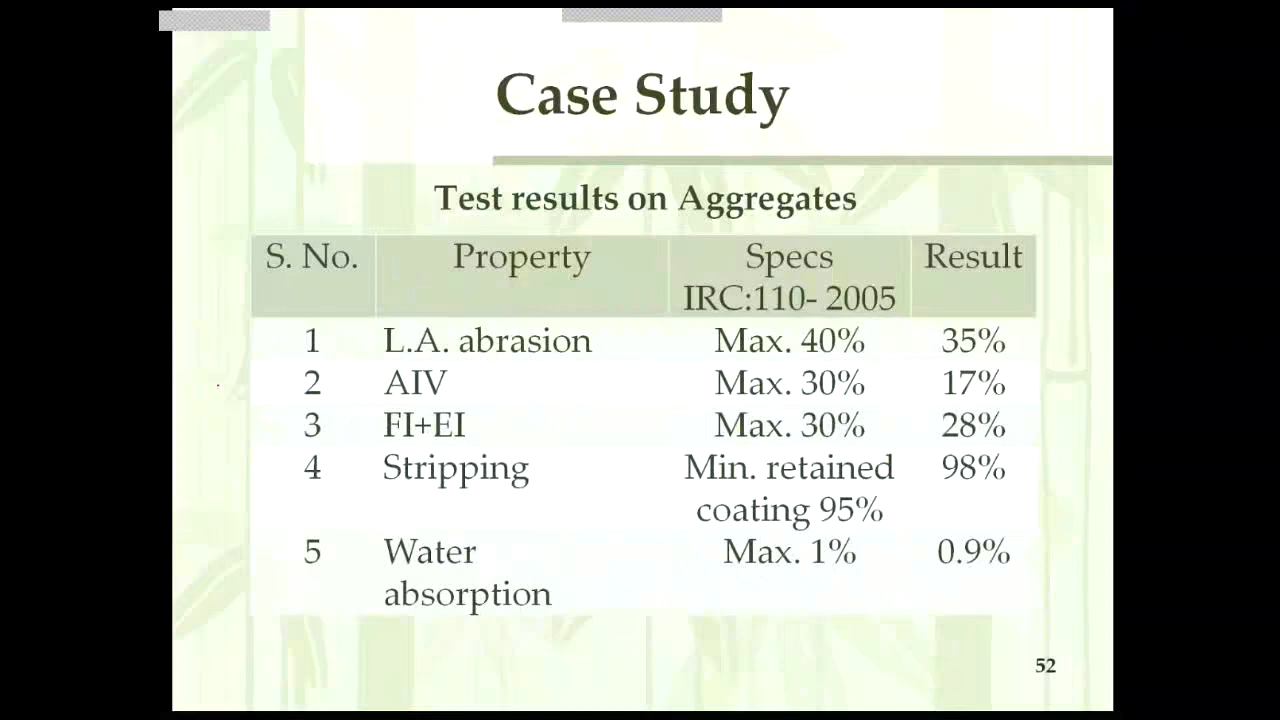 Case Study
Test results on Aggregates
S. No. Property Specs Result
IRC:110- 2005
1 L.A. abrasion Max. 40% 35%
2 AIV Max. 30% 17%
3 FI+EI Max. 30% 28%
4 Stripping Min. retained 98%
coating 95%
5 Water Max. 1% 0.9%
absorption
52